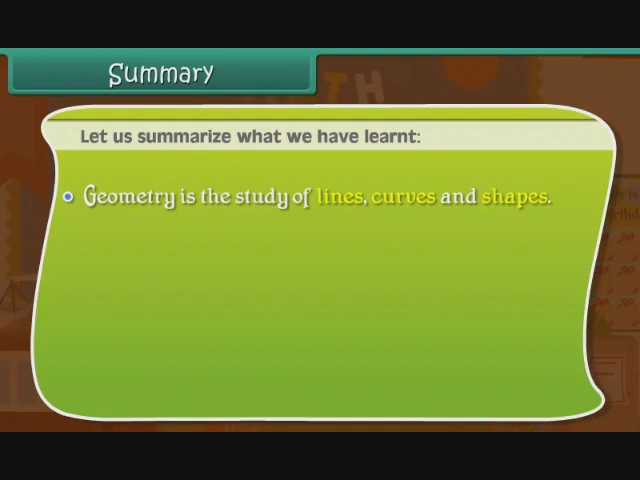 Summary
Let us summarize what we have learnt:
Geometry is the study of lines, curves and shapes.